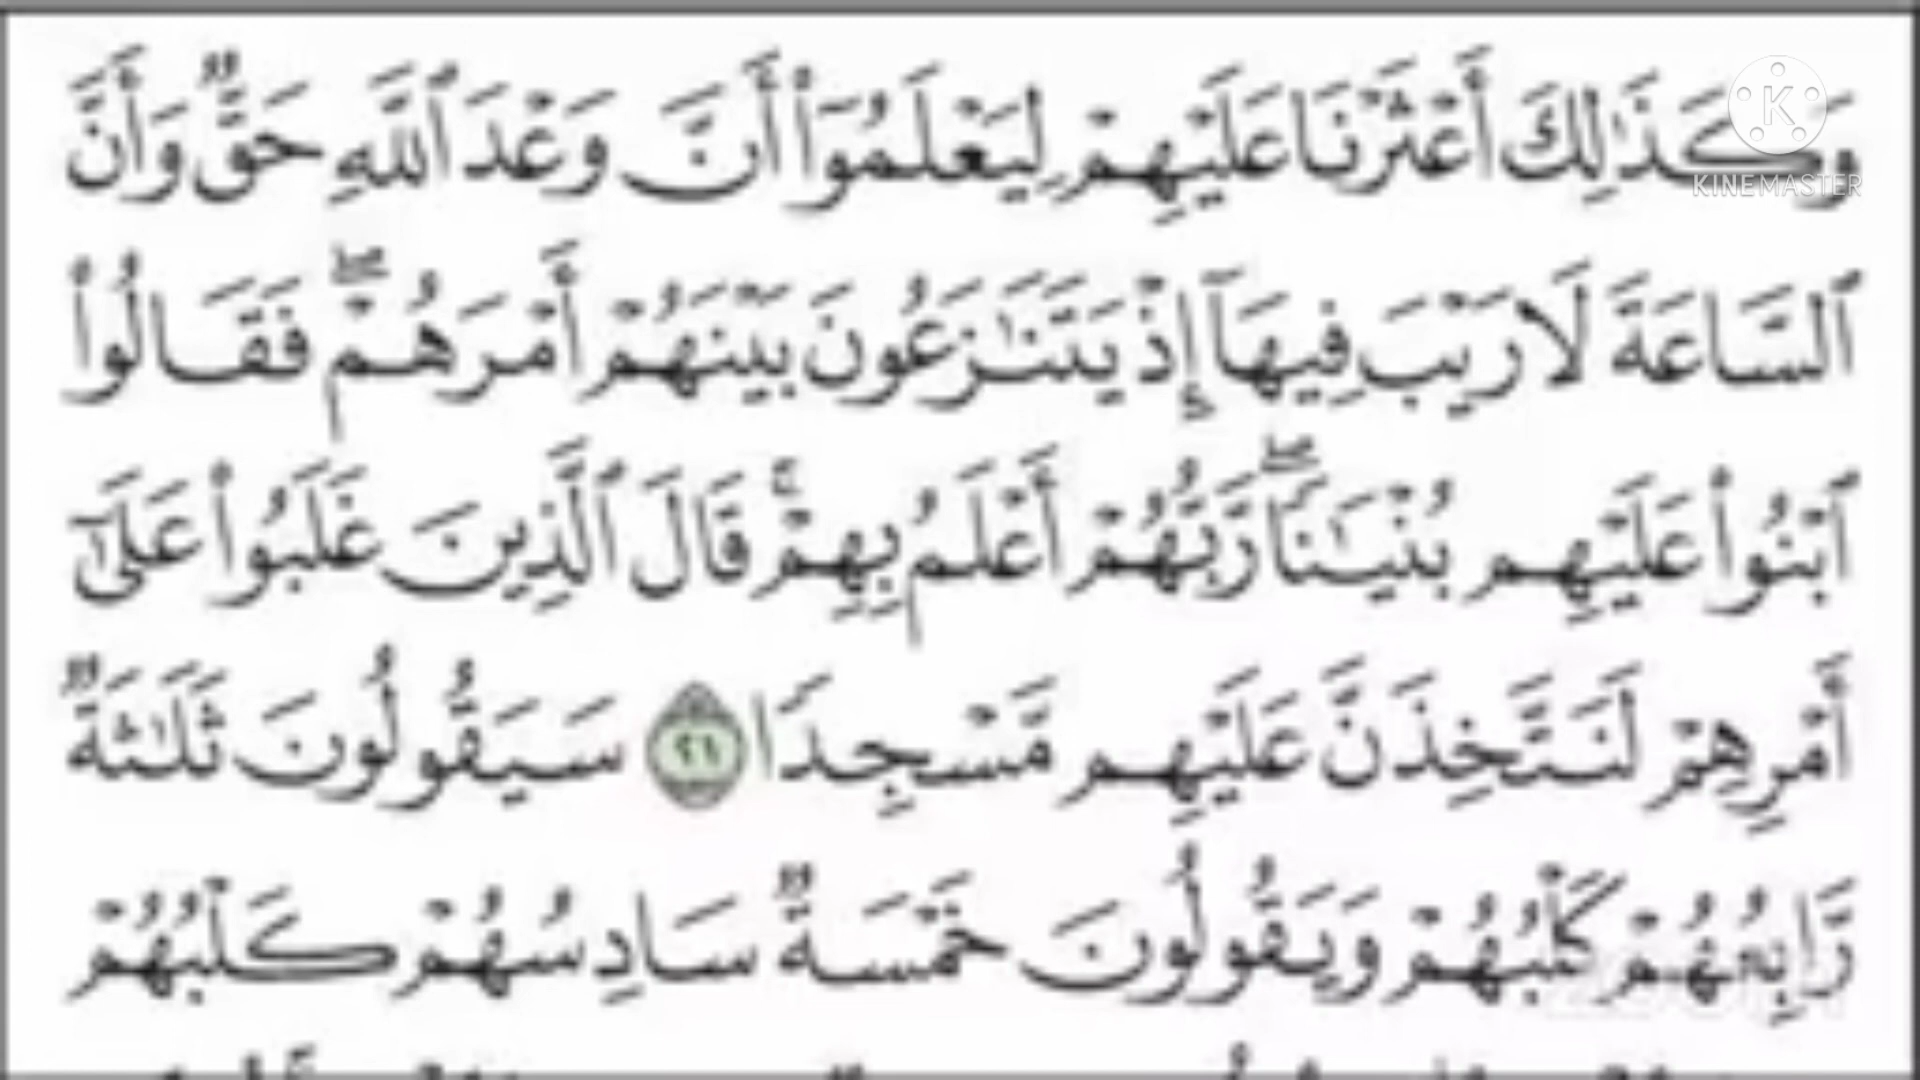 وَكَذَٰلِكَ أَعْثَرْنَا عَلَيْهِمْ لِيَعْلَمُوٓا۟ أَنَّ وَعْدَ ٱللَّهِ حَقٌّ وَأَنَّ
KINEMASTER
ٱلسَّاعَةَ لَا رَيْبَ فِيهَآ إِذْ يَتَنَٰزَعُونَ بَيْنَهُمْ أَمْرَهُمْ ۖ فَقَالُوا۟
ٱبْنُوا۟ عَلَيْهِم بُنْيَٰنًا ۖ رَّبُّهُمْ أَعْلَمُ بِهِمْ ۚ قَالَ ٱلَّذِينَ غَلَبُوا۟ عَلَىٰٓ
أَمْرِهِمْ لَنَتَّخِذَنَّ عَلَيْهِم مَّسْجِدًا ٢١ سَيَقُولُونَ ثَلَٰثَةٌ
رَّابِعُهُمْ كَلْبُهُمْ وَيَقُولُونَ خَمْسَةٌ سَادِسُهُمْ كَلْبُهُمْ